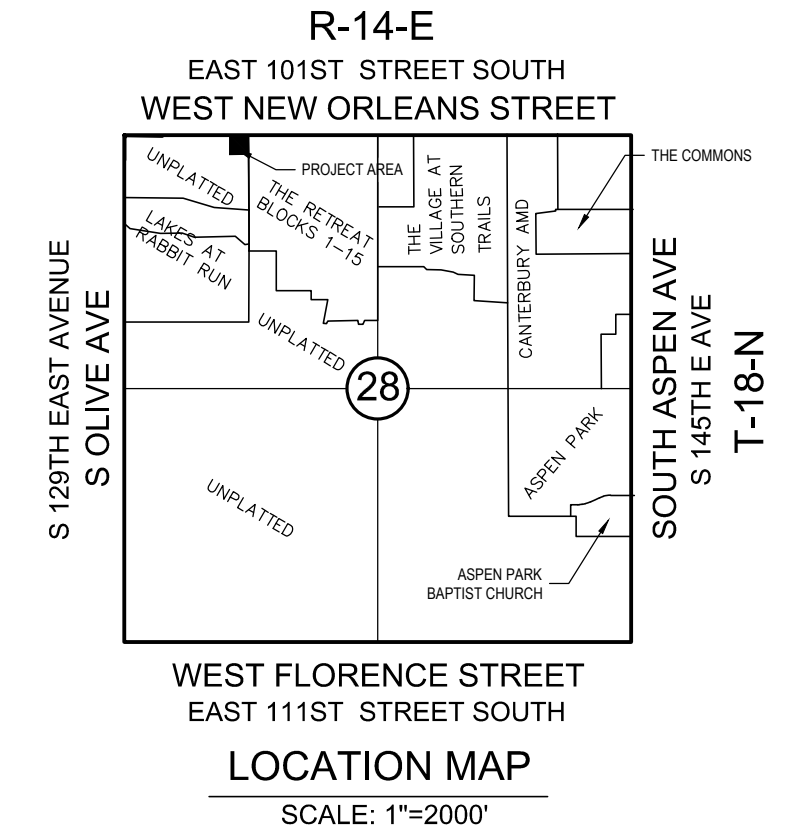 R-14-E
EAST 101ST STREET SOUTH
WEST NEW ORLEANS STREET
UNPLATTED
PROJECT AREA
THE COMMONS
THE RETREAT
BLOCKS 1-15
THE
VILLAGE AT
SOUTHERN
TRAILS
CANTERBURY AMD
LAKES AT
RABBIT RUN
UNPLATTED
28
S 129TH EAST AVENUE
S OLIVE AVE
SOUTH ASPEN AVE
S 145TH E AVE
T-18-N
ASPEN PARK
UNPLATTED
ASPEN PARK
BAPTIST CHURCH
WEST FLORENCE STREET
EAST 111ST STREET SOUTH
LOCATION MAP
SCALE: 1"=2000'